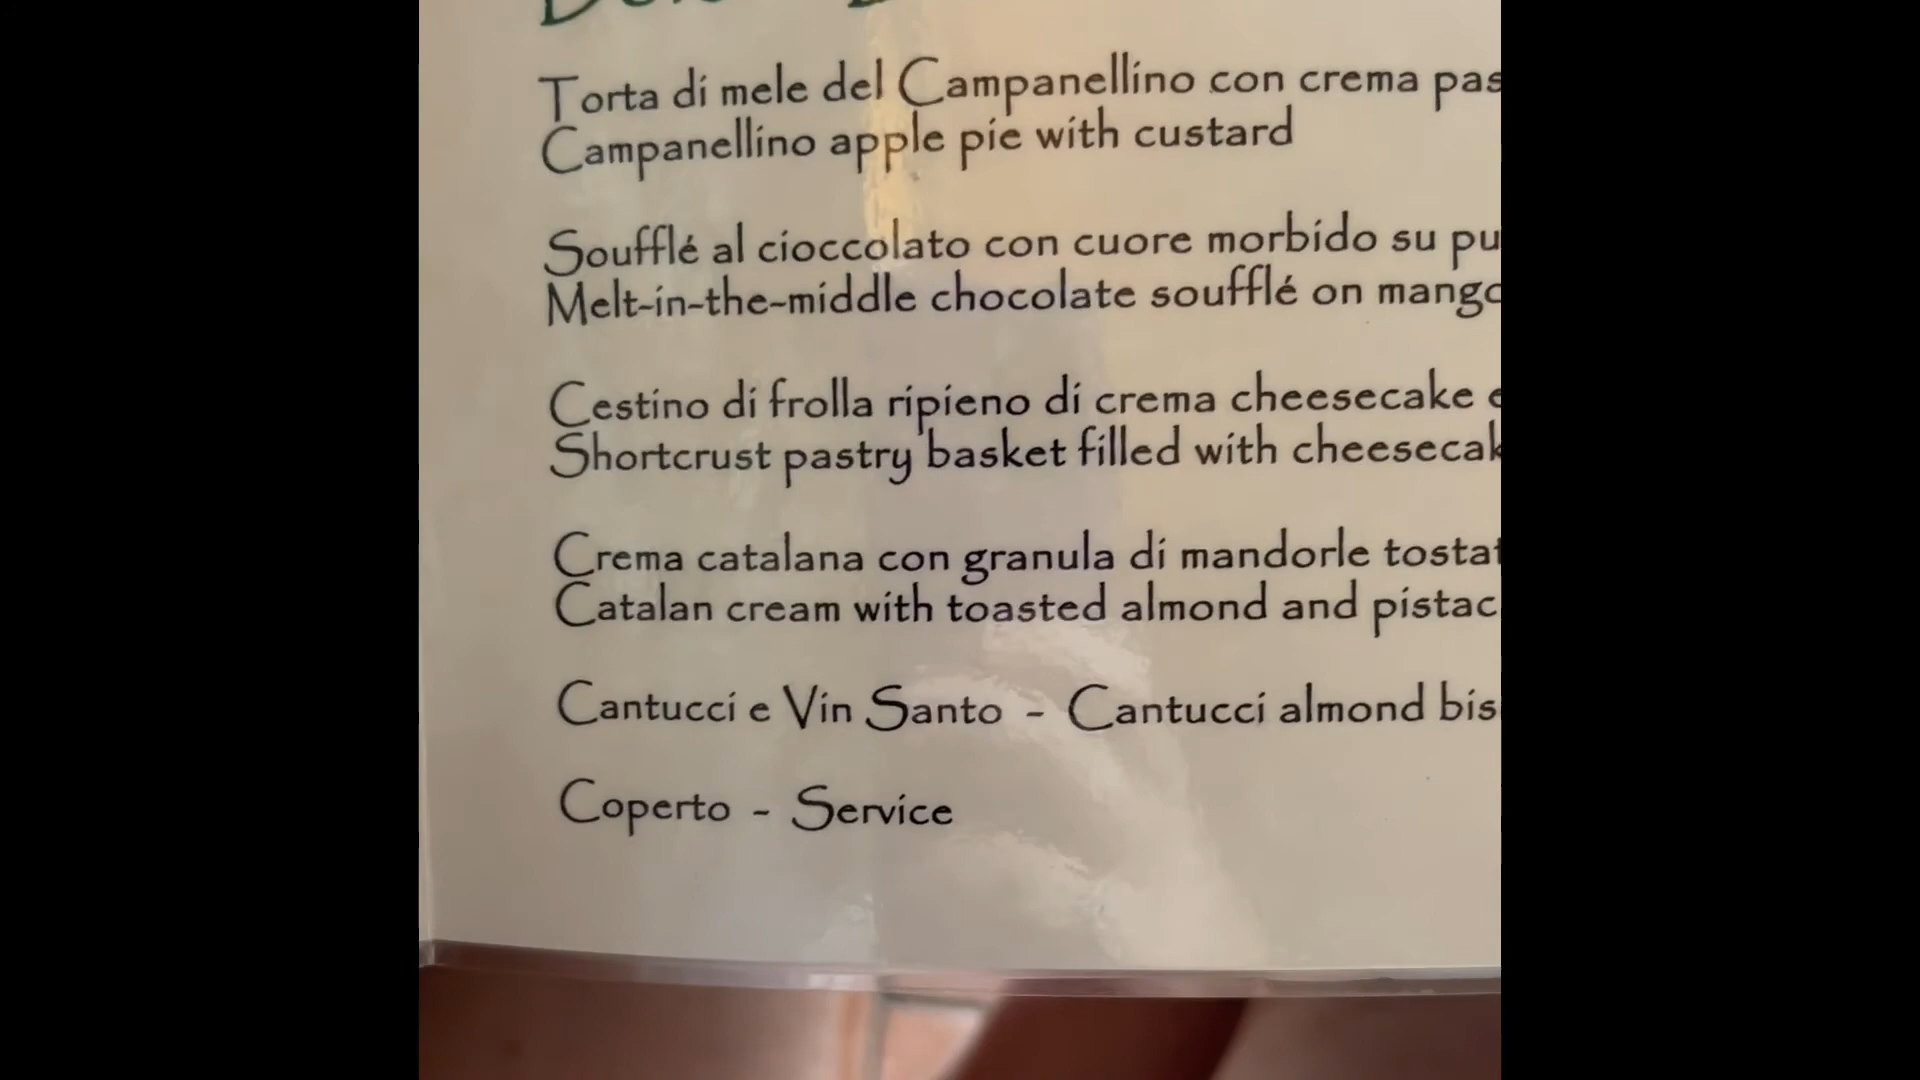 Torta di mele del Campanellino con crema pas
Campanellino apple pie with custard
Soufflé al cioccolato con cuore morbido su pu
Melt-in-the-middle chocolate soufflé on mango
Cestino di frolla ripieno di crema cheesecake e
Shortcrust pastry basket filled with cheesecak
Crema catalana con granula di mandorle tostat
Catalan cream with toasted almond and pistac
Cantucci e Vin Santo - Cantucci almond bis
Coperto - Service